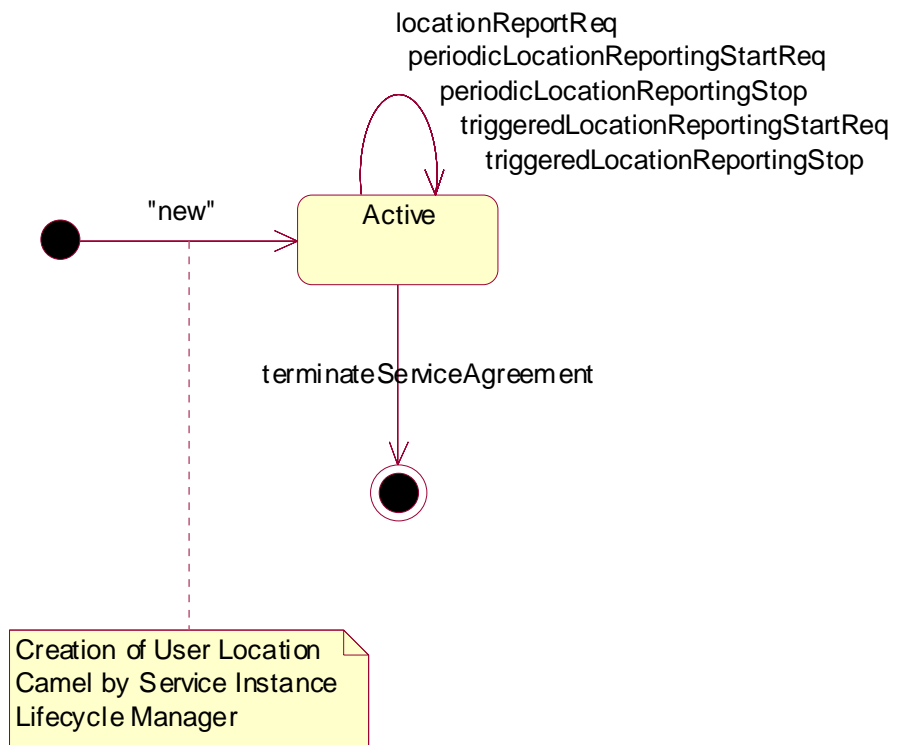 locationReportReq
periodicLocationReportingStartReq
periodicLocationReportingStop
triggeredLocationReportingStartReq
triggeredLocationReportingStop
"new"
Active
terminateServiceAgreement
Creation of User Location
Camel by Service Instance
Lifecycle Manager